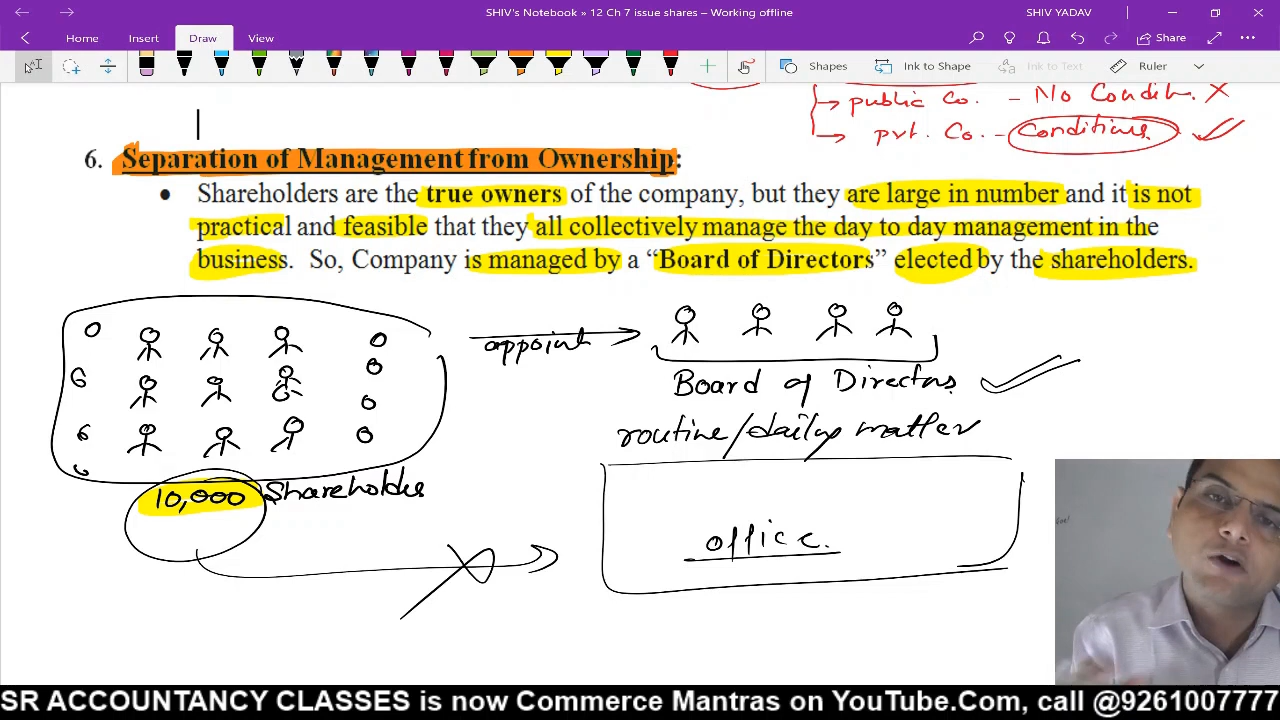 SHIV's Notebook » 12 Ch 7 issue shares – Working offline
SHIV YADAV
Home Insert Draw View
Share
Shapes Ink to Shape Ink to Text Ruler
→ public Co. – No Conditn. X
→ pvt. Co. – Conditions.
6. Separation of Management from Ownership:
• Shareholders are the true owners of the company, but they are large in number and it is not
practical and feasible that they all collectively manage the day to day management in the
business. So, Company is managed by a “Board of Directors” elected by the shareholders.
appoint
Board of Directors
routine/daily matter
10,000 Shareholder
office.
SR ACCOUNTANCY CLASSES is now Commerce Mantras on YouTube.Com, call @9261007777